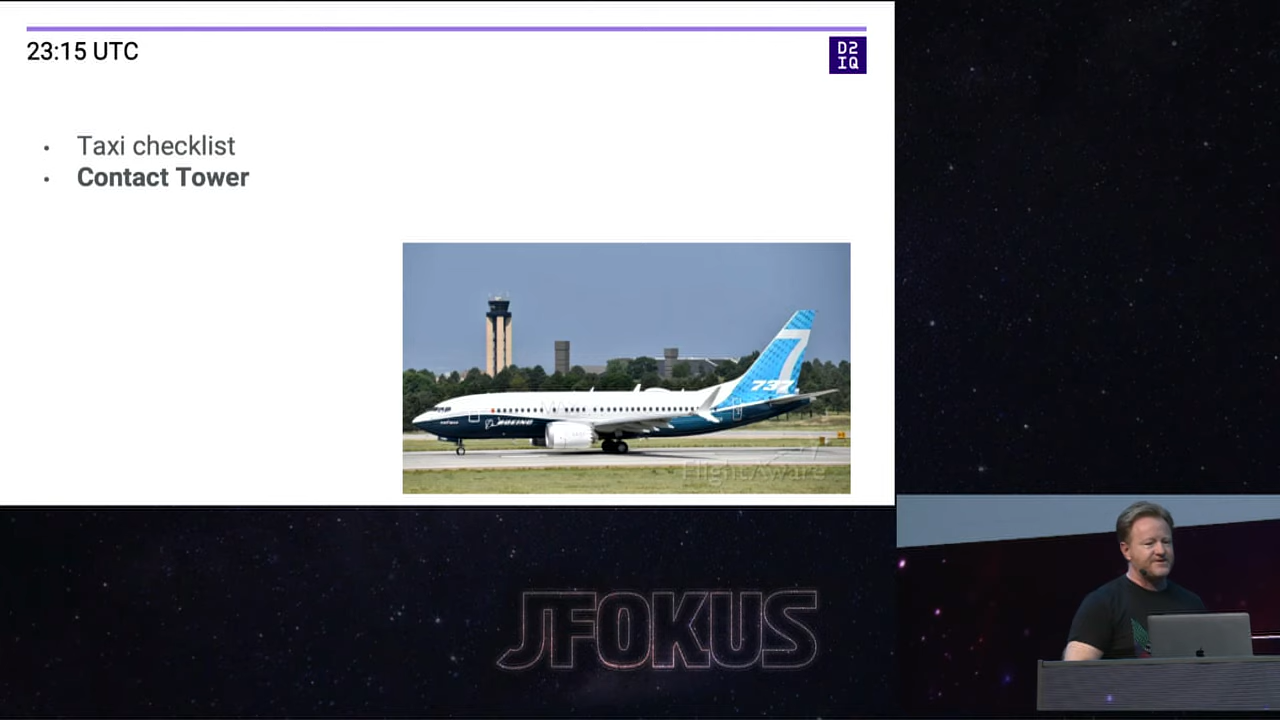 23:15 UTC
D2
IQ
• Taxi checklist
• Contact Tower
737
BOEING
FlightAware
JFOKUS